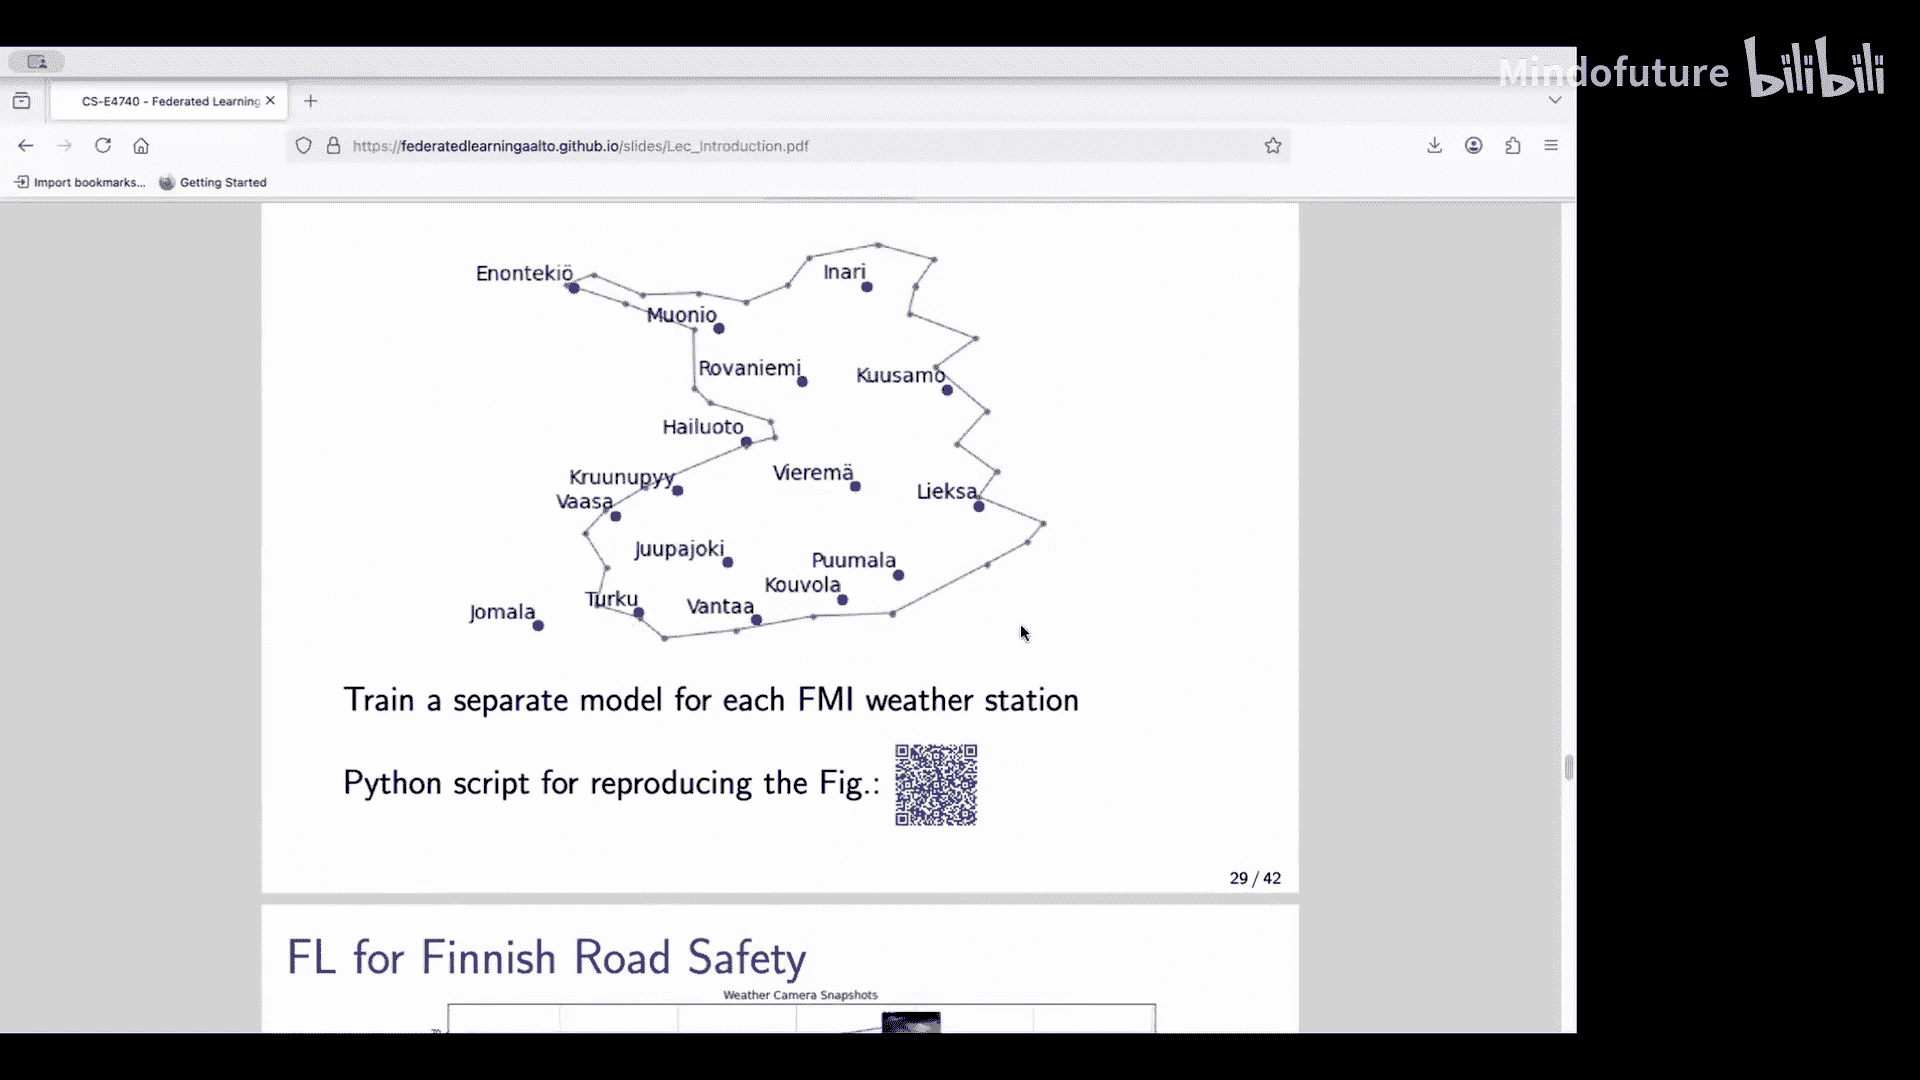 Mindofuture bilibili
CS-E4740 - Federated Learning
https://federatedlearningaalto.github.io/slides/Lec_Introduction.pdf
Import bookmarks... Getting Started
Enontekiö
Inari
Muonio
Rovaniemi
Kuusamo
Hailuoto
Kruunupyy
Vieremä
Vaasa
Lieksa
Juupajoki
Puumala
Kouvola
Turku
Vantaa
Jomala
Train a separate model for each FMI weather station
Python script for reproducing the Fig.:
29 / 42
FL for Finnish Road Safety
Weather Camera Snapshots